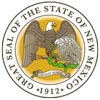 GREAT SEAL OF THE STATE OF NEW MEXICO
·1912·